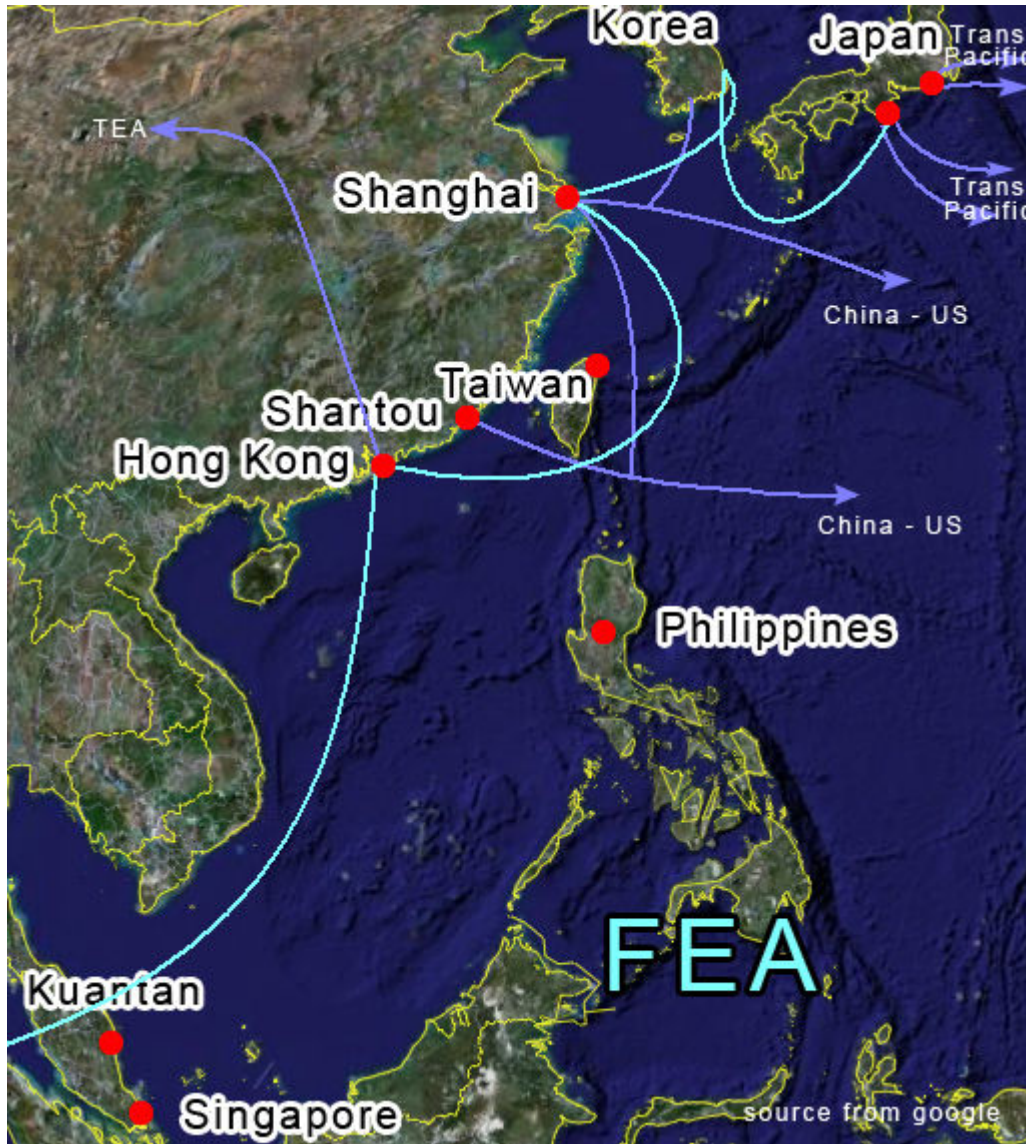 Korea
Japan
Trans
Pacific
TEA
Shanghai
Trans
Pacific
China - US
Taiwan
Shantou
Hong Kong
China - US
Philippines
FEA
Kuantan
Singapore
source from google